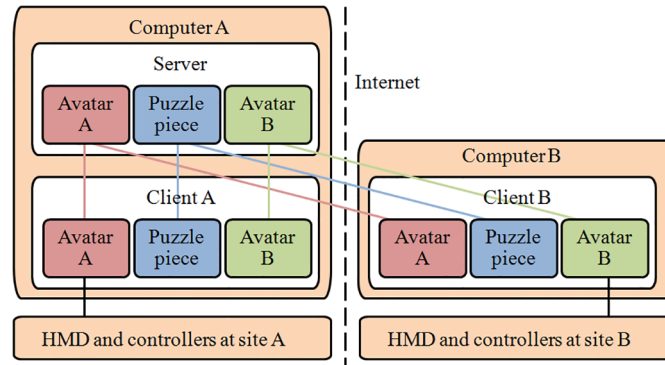 Computer A
Server
Avatar
A
Puzzle
piece
Avatar
B
Internet
Client A
Avatar
A
Puzzle
piece
Avatar
B
HMD and controllers at site A
Computer B
Client B
Avatar
A
Puzzle
piece
Avatar
B
HMD and controllers at site B